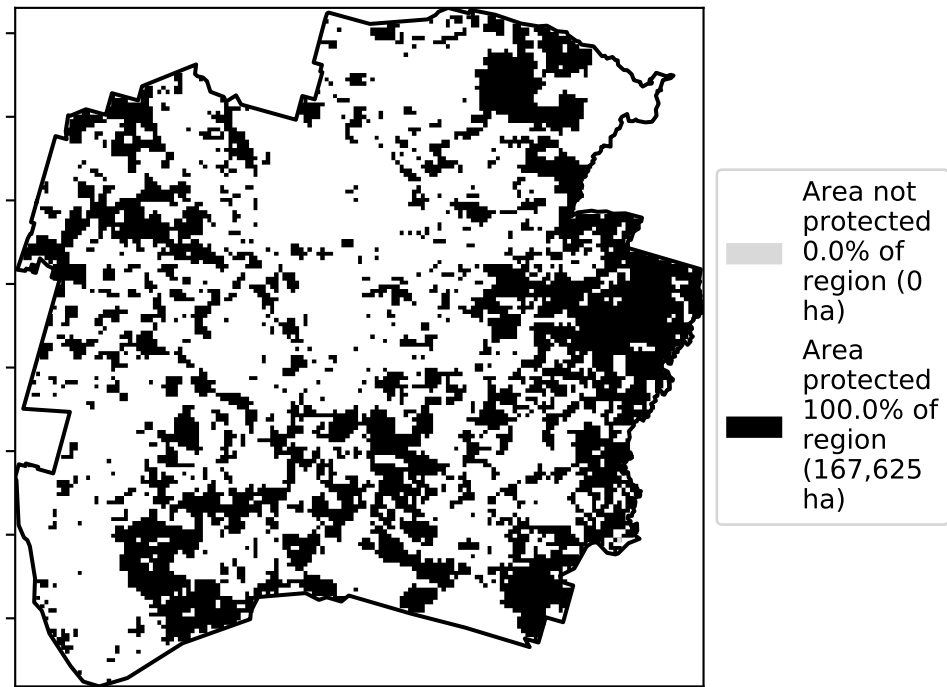 Area not
protected
0.0% of
region (0
ha)
Area
protected
100.0% of
region
(167,625
ha)